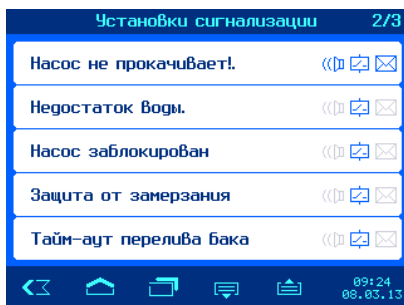 Установки сигнализации 2/3
Насос не прокачивает!.
Недостаток воды.
Насос заблокирован
Защита от замерзания
Тайм-аут перелива бака
09:24
08.03.13